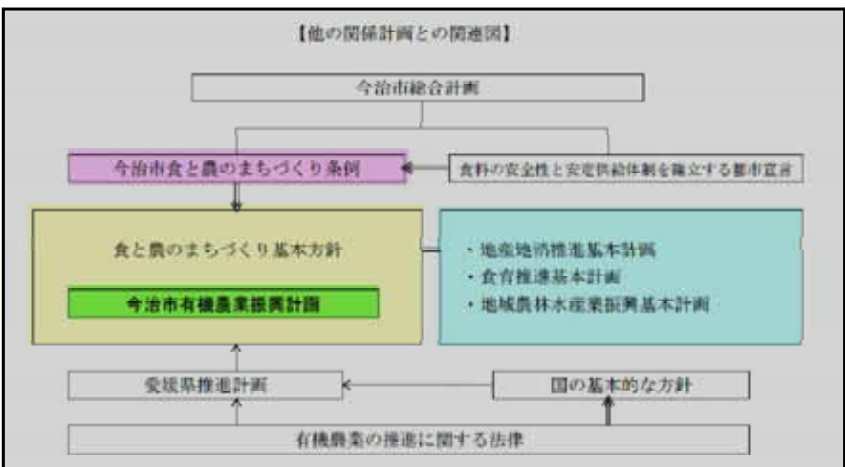 【他の関係計画との関連図】
今治市総合計画
今治市食と農のまちづくり条例
食料の安全性と安定供給体制を確立する都市宣言
食と農のまちづくり基本方針
今治市有機農業振興計画
・地産地消推進基本計画
・食育推進基本計画
・地域農林水産業振興基本計画
愛媛県推進計画
国の基本的な方針
有機農業の推進に関する法律